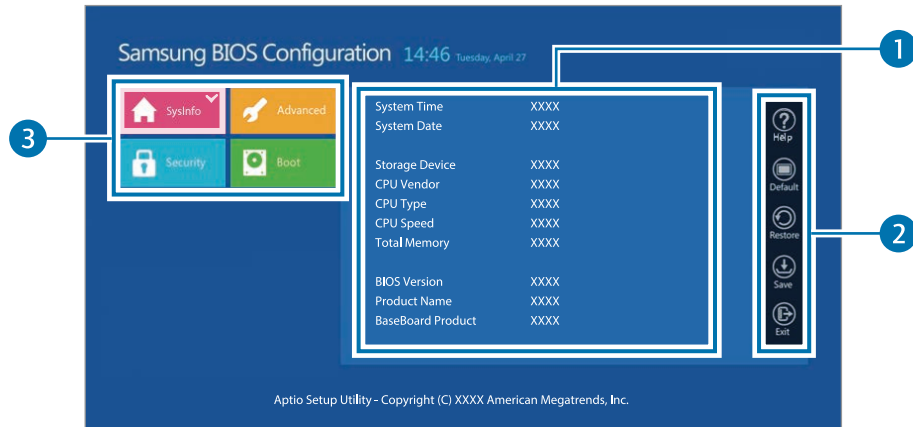 Samsung BIOS Configuration 14:46 Tuesday, April 27
1
SysInfo Advanced
3
Security Boot
System Time XXXX
System Date XXXX
Storage Device XXXX
CPU Vendor XXXX
CPU Type XXXX
CPU Speed XXXX
Total Memory XXXX
BIOS Version XXXX
Product Name XXXX
BaseBoard Product XXXX
Help
Default
Restore
2
Save
Exit
Aptio Setup Utility - Copyright (C) XXXX American Megatrends, Inc.